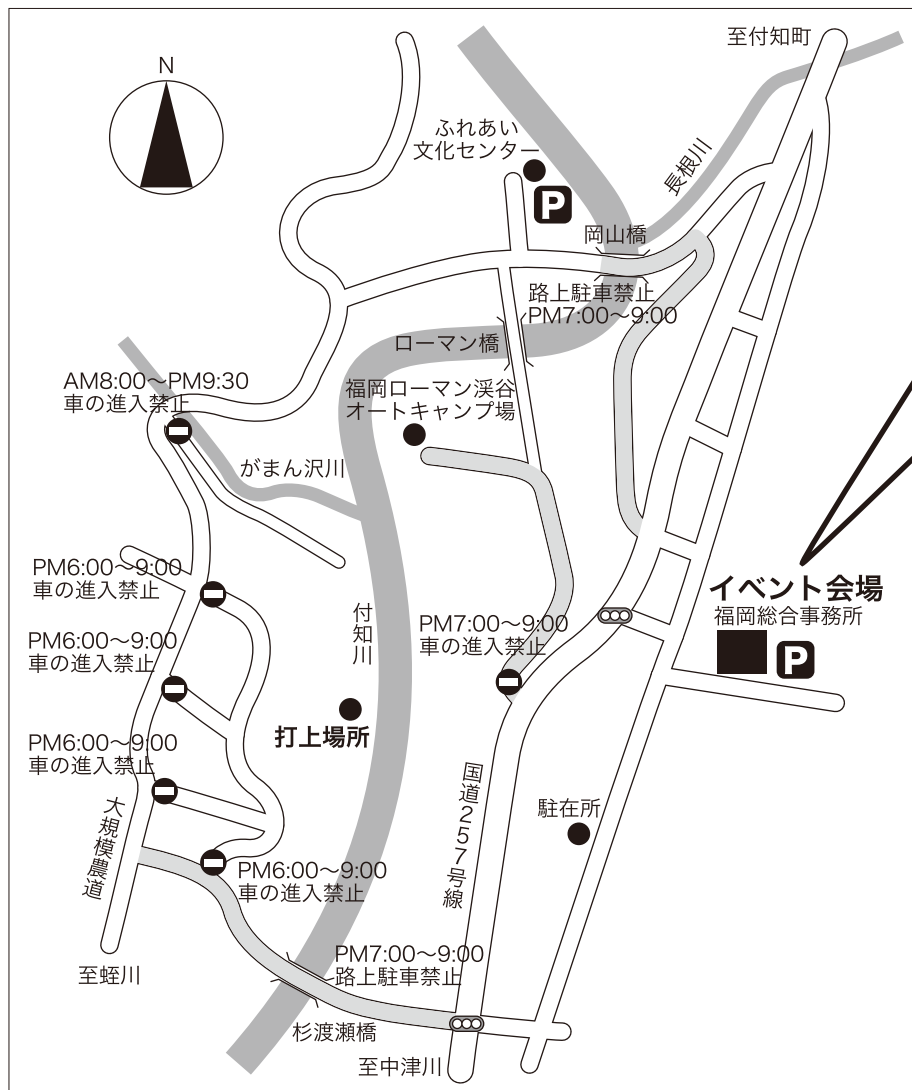 至付知町
N
ふれあい
文化センター
P
長根川
岡山橋
路上駐車禁止
PM7:00〜9:00
ローマン橋
AM8:00〜PM9:30
車の進入禁止
福岡ローマン渓谷
オートキャンプ場
がまん沢川
PM6:00〜9:00
車の進入禁止
イベント会場
福岡総合事務所
P
付知川
PM7:00〜9:00
車の進入禁止
PM6:00〜9:00
車の進入禁止
打上場所
PM6:00〜9:00
車の進入禁止
国道257号線
駐在所
大規模農道
PM6:00〜9:00
車の進入禁止
PM7:00〜9:00
路上駐車禁止
至蛭川
杉渡瀬橋
至中津川